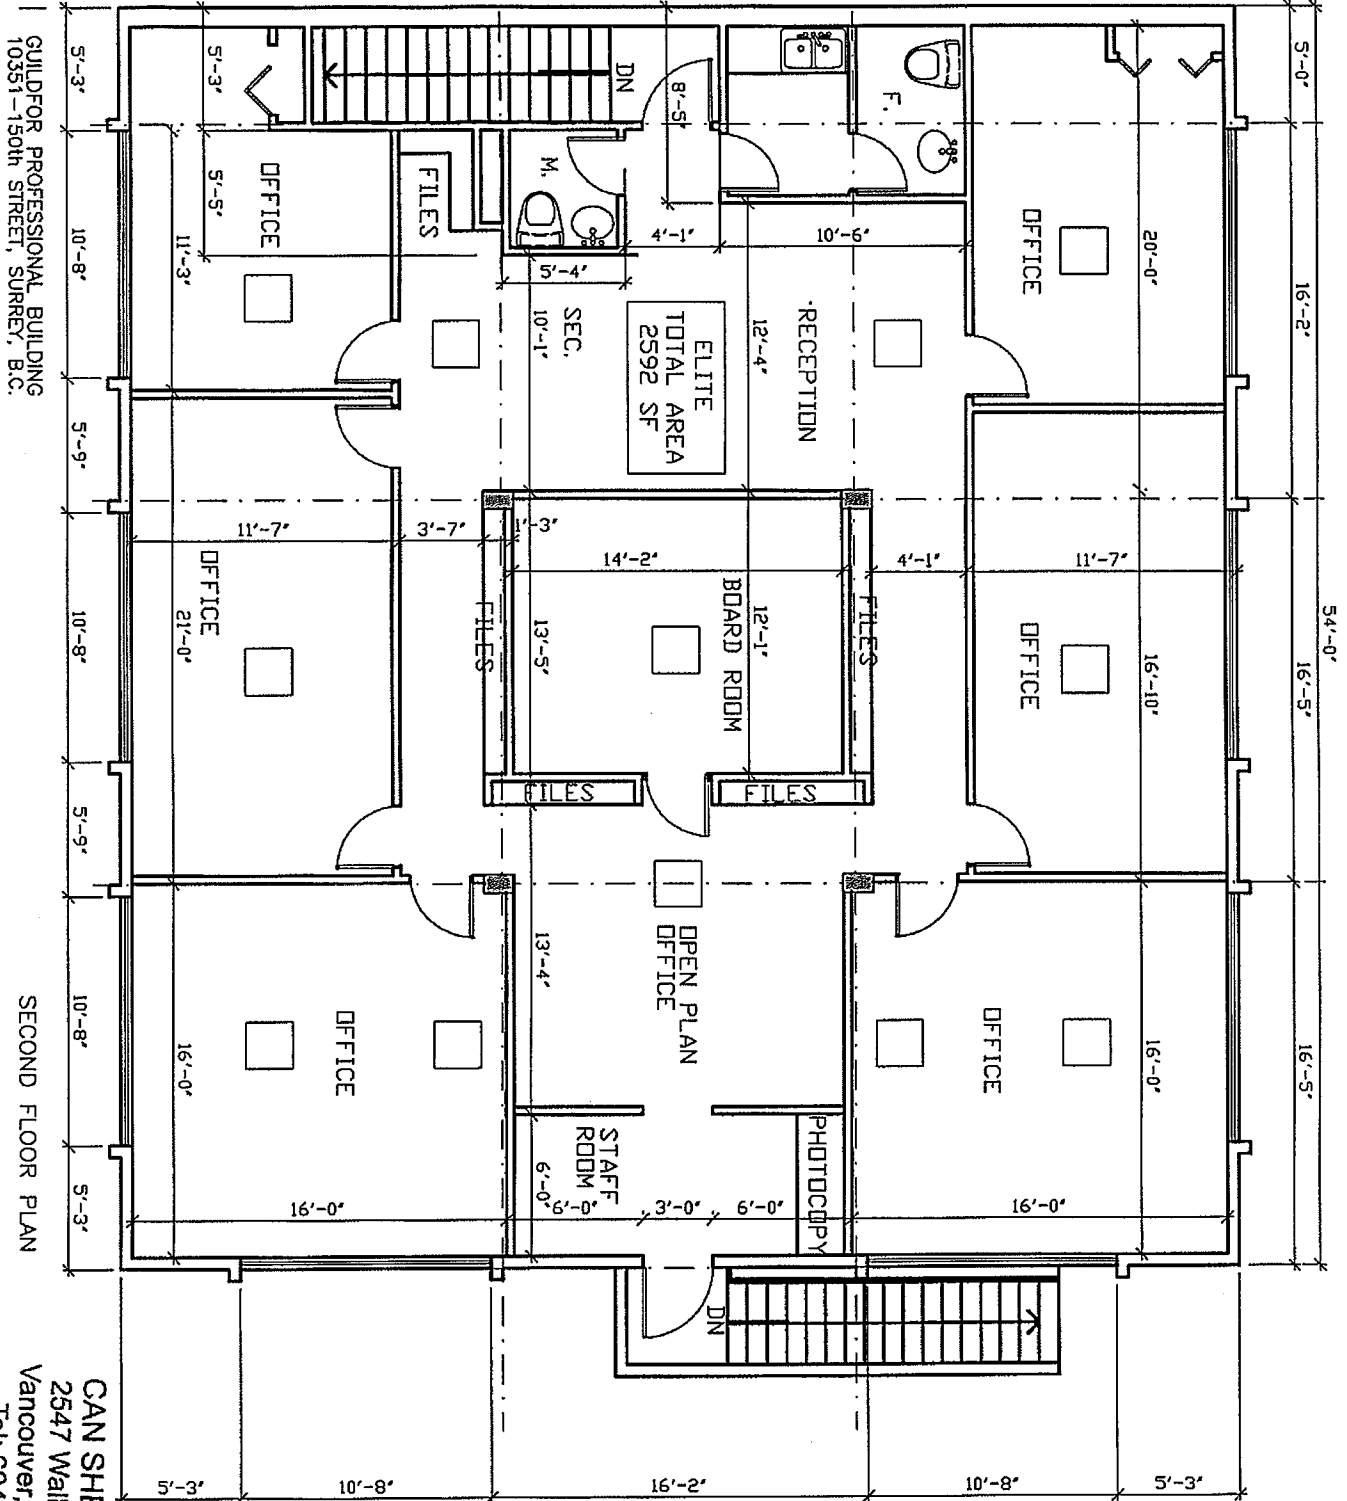 5'-0"
16'-2"
16'-5"
16'-5"
54'-0"
20'-0"
16'-10"
16'-0"
OFFICE
OFFICE
OFFICE
11'-7"
4'-1"
16'-0"
F.
8'-5"
10'-6"
4'-1"
RECEPTION
12'-4"
12'-1"
FILES
BOARD ROOM
14'-2"
ELITE
TOTAL AREA
2592 SF
FILES
FILES
OPEN PLAN
OFFICE
PHOTOCOPY
STAFF
ROOM
6'-0"
3'-0"
6'-0"
6'-0"
DN
DN
M.
5'-4"
SEC.
10'-1"
13'-5"
13'-4"
1'-3"
FILES
FILES
3'-7"
11'-7"
5'-3"
5'-5"
OFFICE
11'-3"
OFFICE
21'-0"
OFFICE
16'-0"
16'-0"
5'-3"
10'-8"
5'-9"
10'-8"
5'-9"
10'-8"
5'-3"
5'-3"
10'-8"
16'-2"
10'-8"
5'-3"
GUILDFOR PROFESSIONAL BUILDING
10351-150th STREET, SURREY, B.C.
SECOND FLOOR PLAN
CAN
2547
Vancouver,